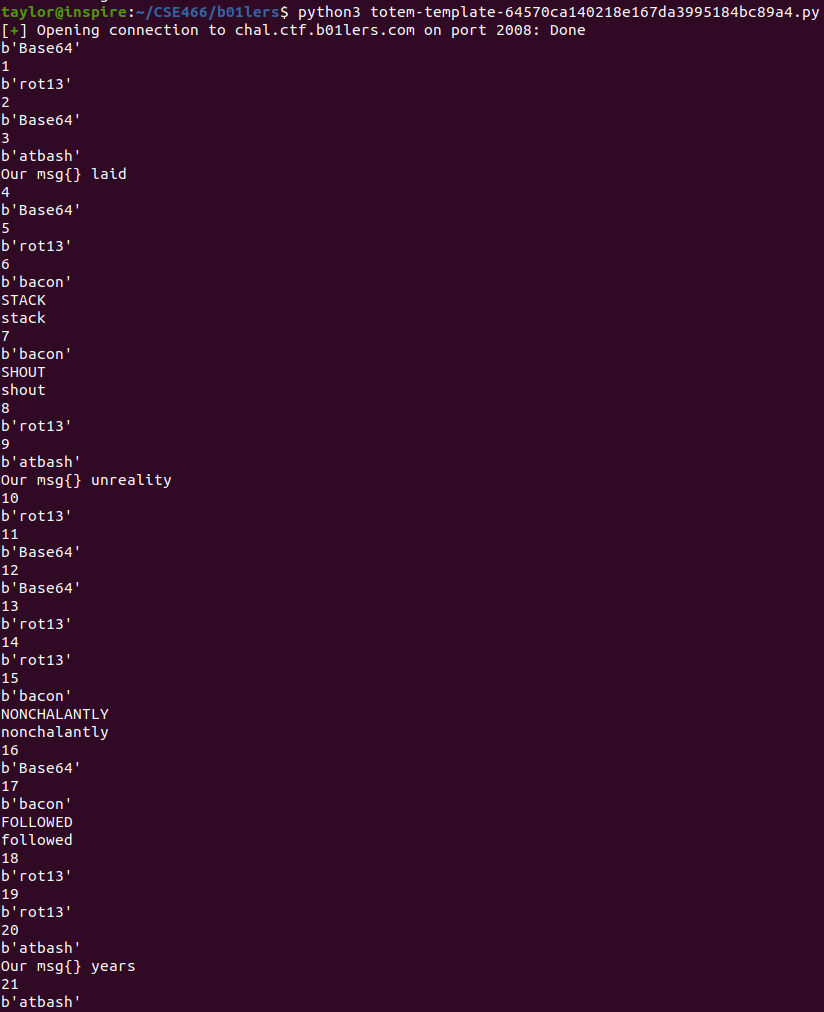 taylor@inspire:~/CSE466/b01lers$ python3 totem-template-64570ca140218e167da3995184bc89a4.py
[+] Opening connection to chal.ctf.b01lers.com on port 2008: Done
b'Base64'
1
b'rot13'
2
b'Base64'
3
b'atbash'
Our msg{} laid
4
b'Base64'
5
b'rot13'
6
b'bacon'
STACK
stack
7
b'bacon'
SHOUT
shout
8
b'rot13'
9
b'atbash'
Our msg{} unreality
10
b'rot13'
11
b'Base64'
12
b'Base64'
13
b'rot13'
14
b'rot13'
15
b'bacon'
NONCHALANTLY
nonchalantly
16
b'Base64'
17
b'bacon'
FOLLOWED
followed
18
b'rot13'
19
b'rot13'
20
b'atbash'
Our msg{} years
21
b'atbash'